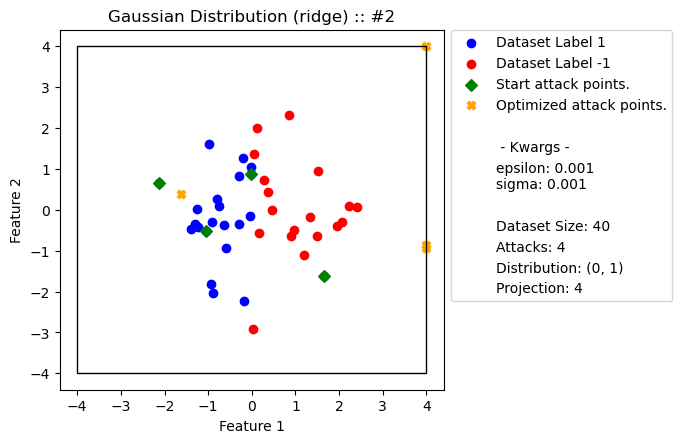 Gaussian Distribution (ridge) :: #2
Dataset Label 1
Dataset Label -1
Start attack points.
Optimized attack points.
- Kwargs -
epsilon: 0.001
sigma: 0.001
Dataset Size: 40
Attacks: 4
Distribution: (0, 1)
Projection: 4
Feature 2
4
3
2
1
0
−1
−2
−3
−4
−4
−3
−2
−1
0
1
2
3
4
Feature 1